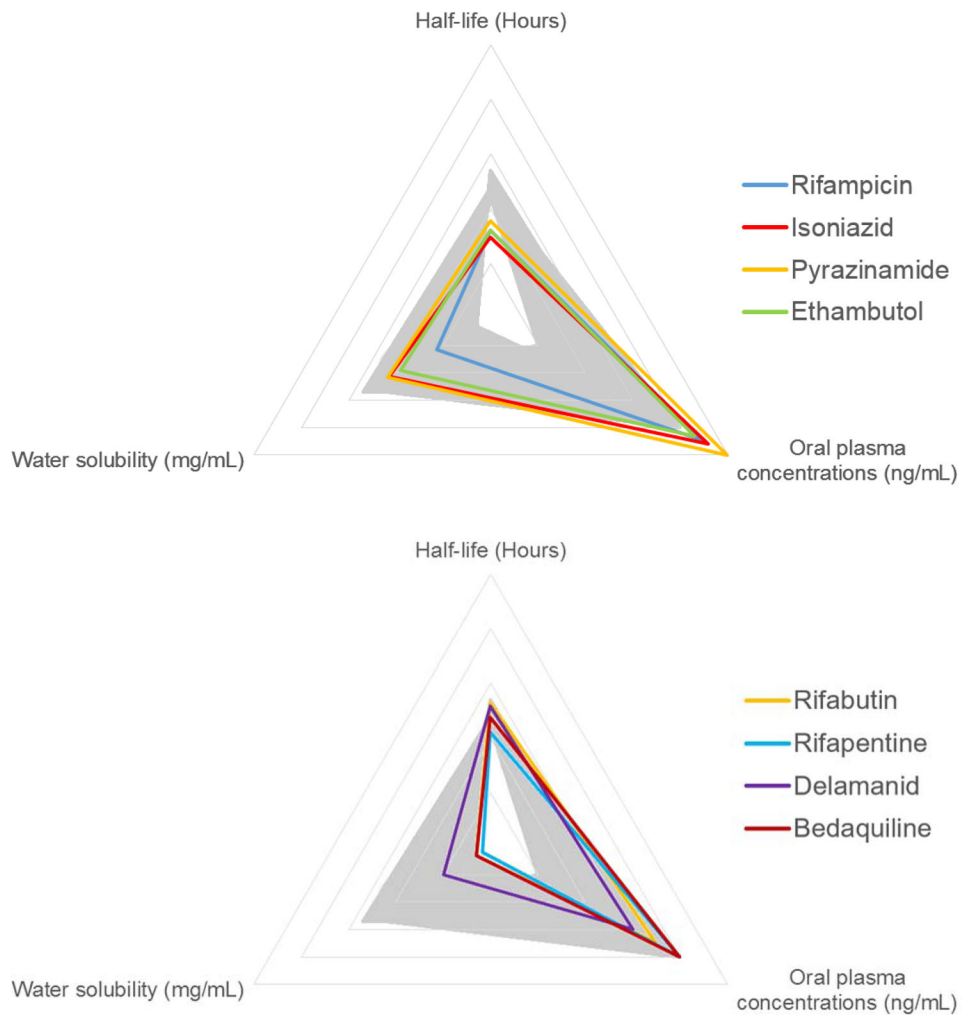 Half-life (Hours)
Rifampicin
Isoniazid
Pyrazinamide
Ethambutol
Water solubility (mg/mL)
Oral plasma
concentrations (ng/mL)
Half-life (Hours)
Rifabutin
Rifapentine
Delamanid
Bedaquiline
Water solubility (mg/mL)
Oral plasma
concentrations (ng/mL)